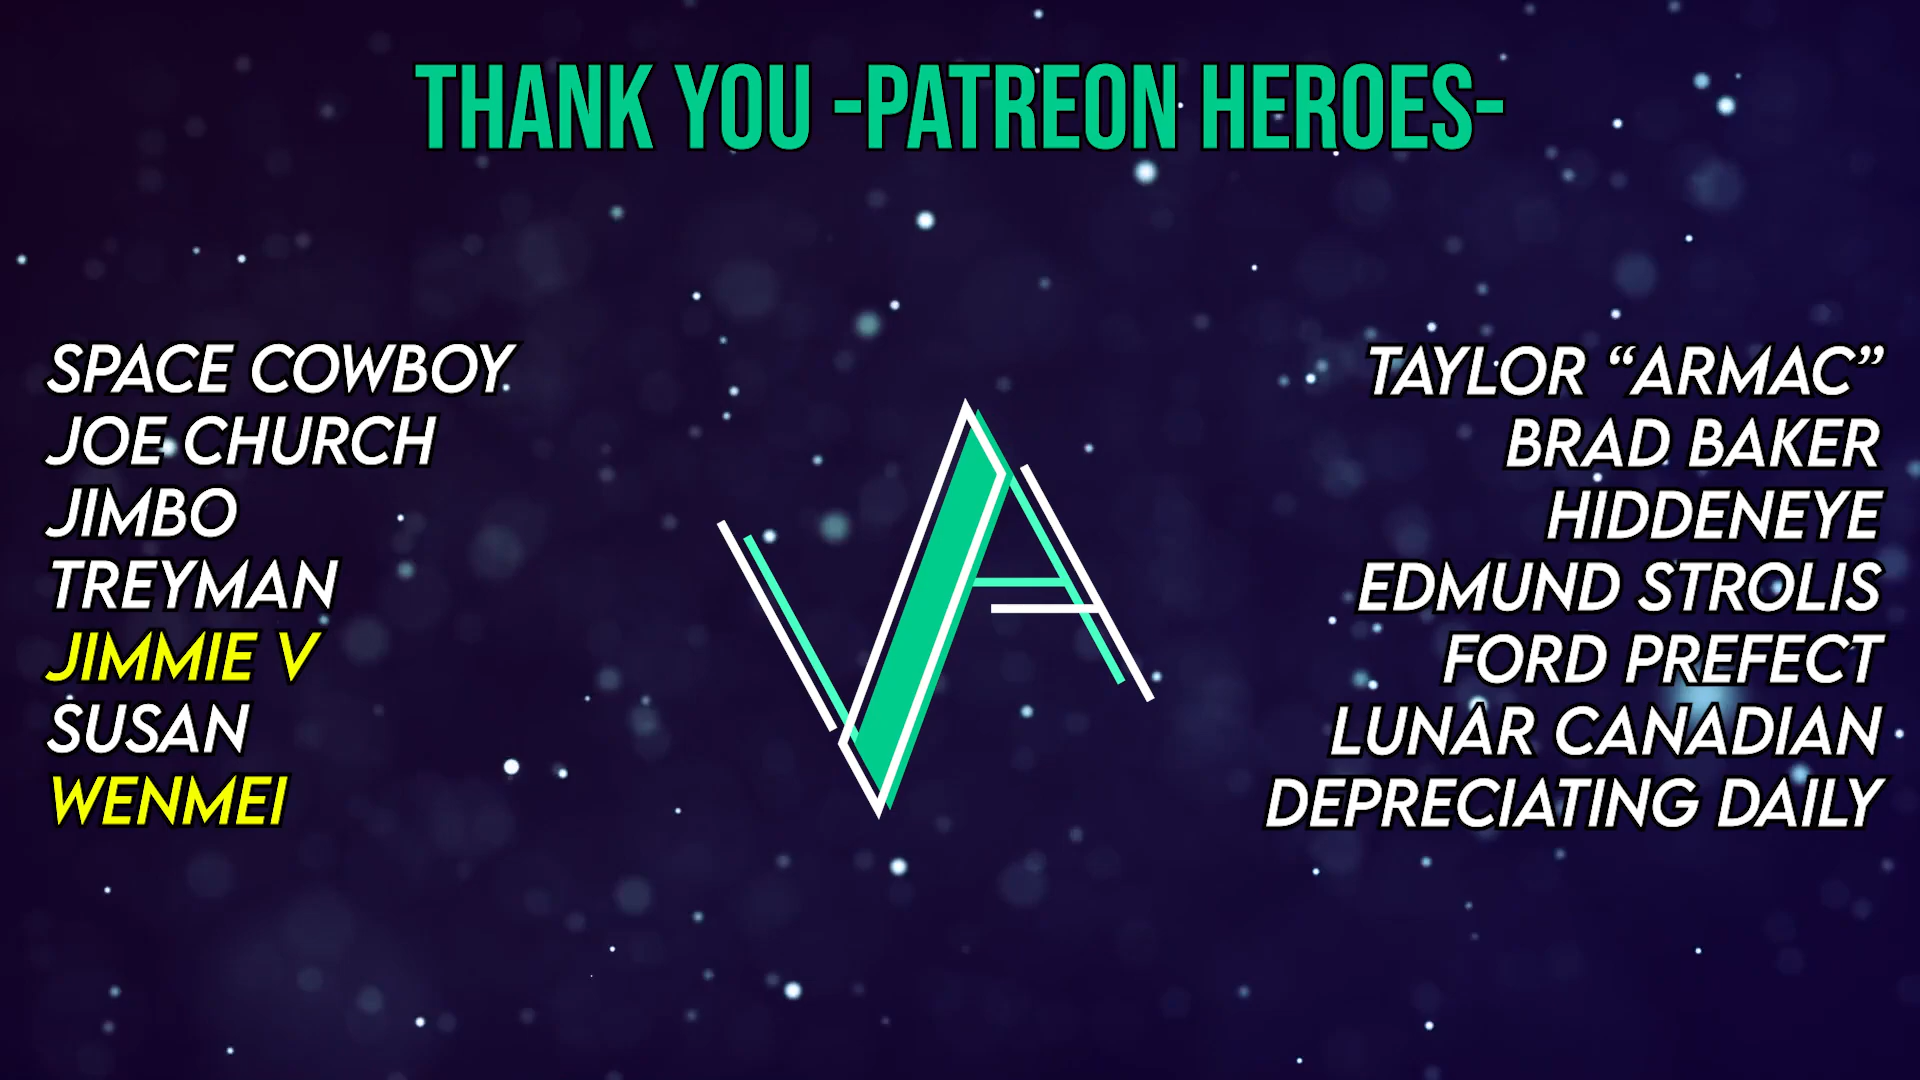 THANK YOU -PATREON HEROES-
SPACE COWBOY
JOE CHURCH
JIMBO
TREYMAN
JIMMIE V
SUSAN
WENMEI
VA
TAYLOR “ARMAC”
BRAD BAKER
HIDDENEYE
EDMUND STROLIS
FORD PREFECT
LUNAR CANADIAN
DEPRECIATING DAILY